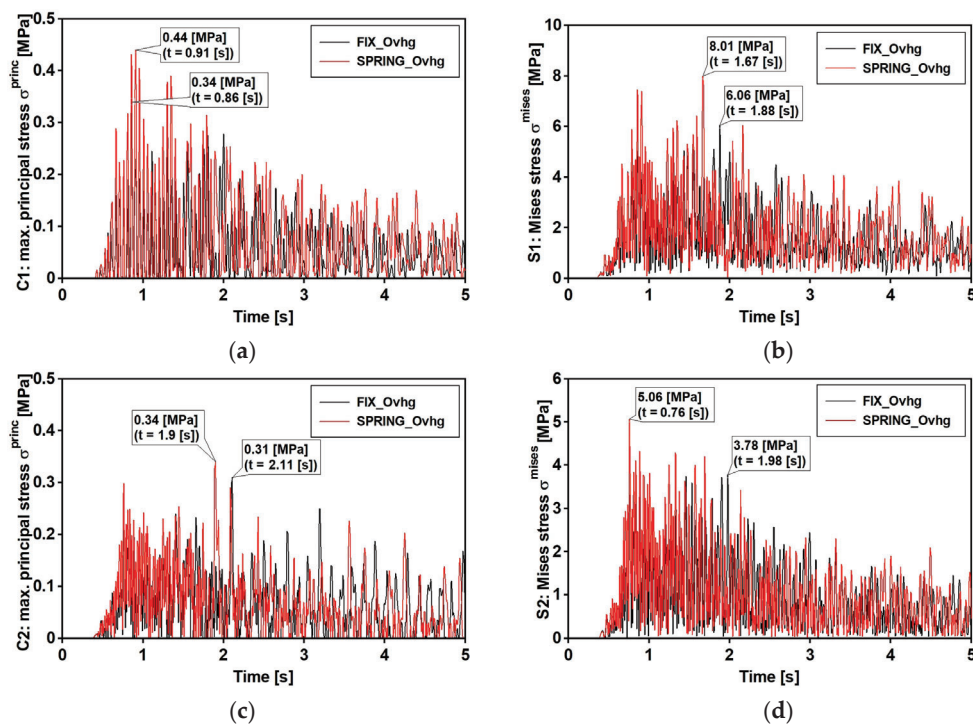 0.5
0.4
0.3
0.2
0.1
0
C1: max. principal stress σ^princ [MPa]
0.44 [MPa]
(t = 0.91 [s])
0.34 [MPa]
(t = 0.86 [s])
FIX_Ovhg
SPRING_Ovhg
0 1 2 3 4 5
Time [s]
(a)
10
8
6
4
2
0
S1: Mises stress σ^mises [MPa]
8.01 [MPa]
(t = 1.67 [s])
6.06 [MPa]
(t = 1.88 [s])
FIX_Ovhg
SPRING_Ovhg
0 1 2 3 4 5
Time [s]
(b)
0.5
0.4
0.3
0.2
0.1
0
C2: max. principal stress σ^princ [MPa]
0.34 [MPa]
(t = 1.9 [s])
0.31 [MPa]
(t = 2.11 [s])
FIX_Ovhg
SPRING_Ovhg
0 1 2 3 4 5
Time [s]
(c)
6
5
4
3
2
1
0
S2: Mises stress σ^mises [MPa]
5.06 [MPa]
(t = 0.76 [s])
3.78 [MPa]
(t = 1.98 [s])
FIX_Ovhg
SPRING_Ovhg
0 1 2 3 4 5
Time [s]
(d)